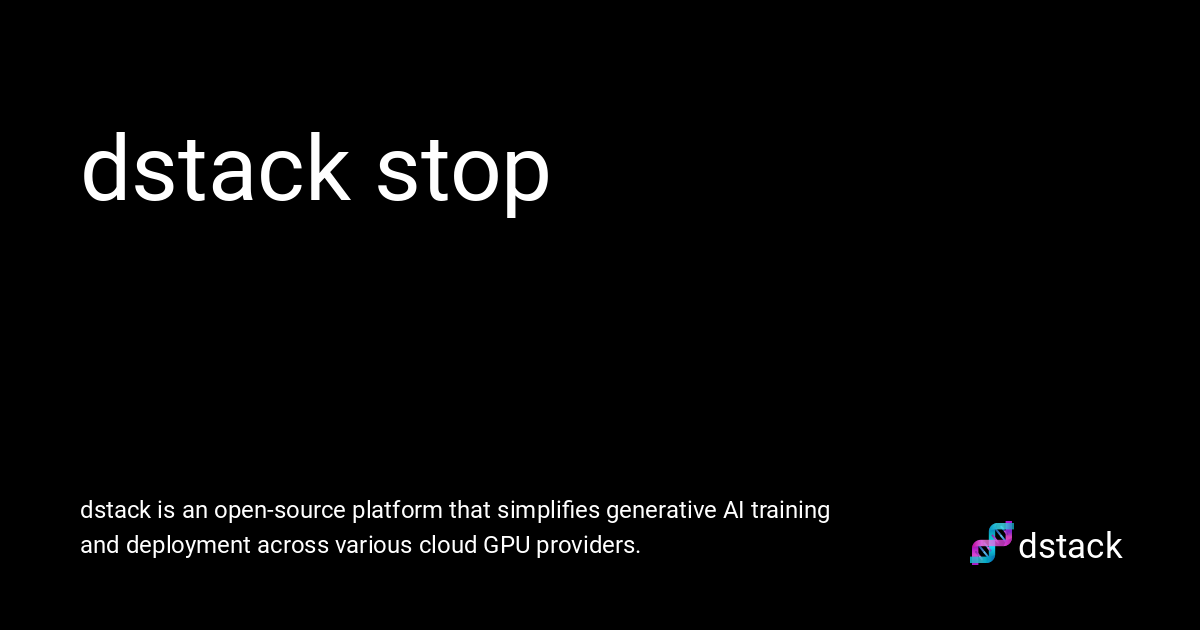 dstack stop
dstack is an open-source platform that simplifies generative AI training
and deployment across various cloud GPU providers.
dstack